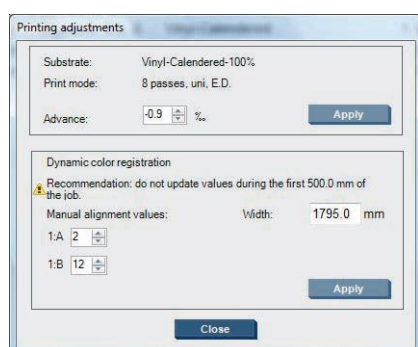 Printing adjustments
Substrate: Vinyl-Calendered-100%
Print mode: 8 passes, uni, E.D.
Advance: -0.9 ‰ Apply
Dynamic color registration
Recommendation: do not update values during the first 500.0 mm of
the job.
Manual alignment values: Width: 1795.0 mm
1:A 2
1:B 12
Apply
Close